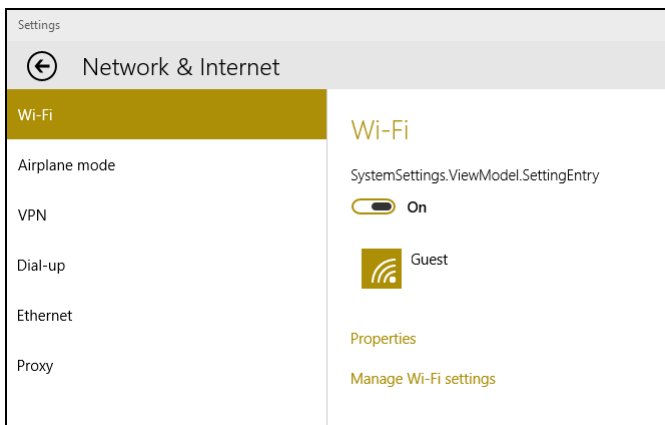 Settings
Network & Internet
Wi-Fi
Airplane mode
VPN
Dial-up
Ethernet
Proxy
Wi-Fi
SystemSettings.ViewModel.SettingEntry
On
Guest
Properties
Manage Wi-Fi settings